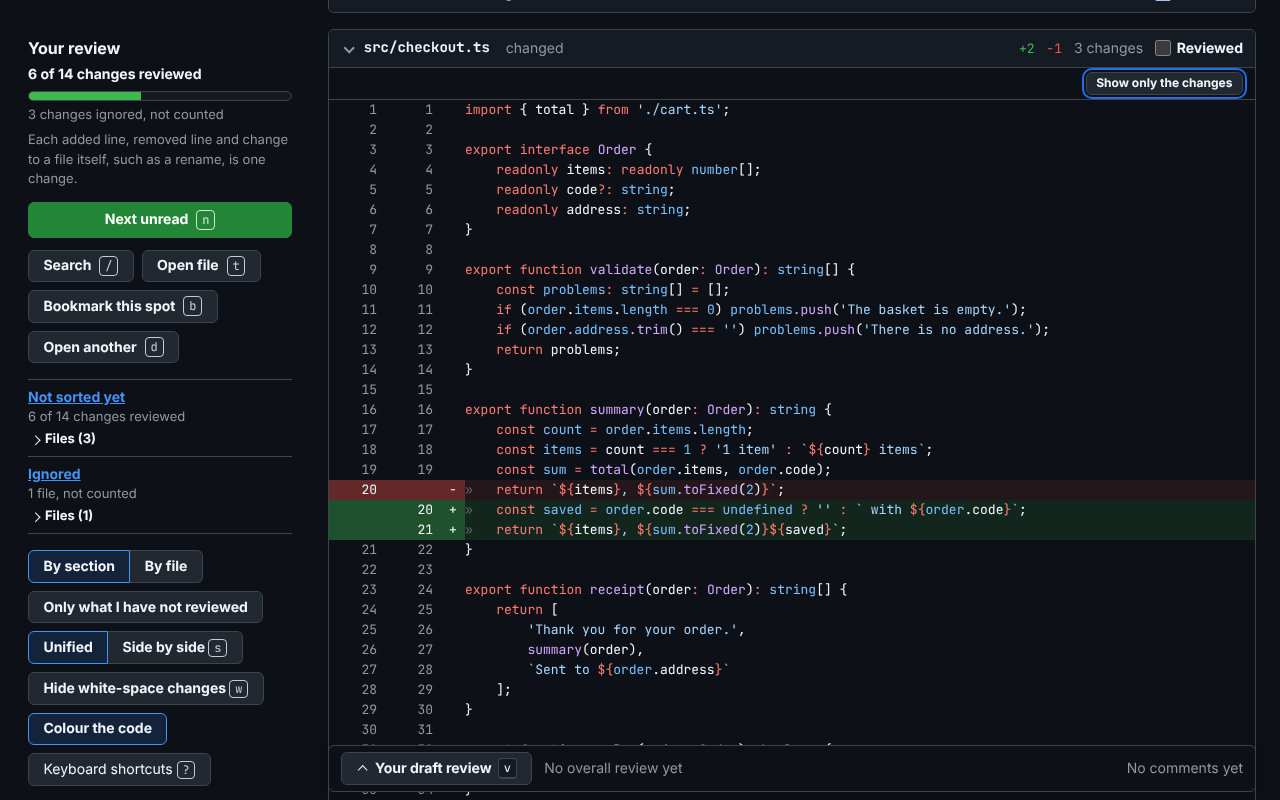 Your review
6 of 14 changes reviewed
3 changes ignored, not counted
Each added line, removed line and change
to a file itself, such as a rename, is one
change.
Next unread n
Search / Open file t
Bookmark this spot b
Open another d
Not sorted yet
6 of 14 changes reviewed
Files (3)
Ignored
1 file, not counted
Files (1)
By section By file
Only what I have not reviewed
Unified Side by side s
Hide white-space changes w
Colour the code
Keyboard shortcuts ?
src/checkout.ts changed +2 -1 3 changes Reviewed
Show only the changes
1 1 import { total } from './cart.ts';
2 2
3 3 export interface Order {
4 4     readonly items: readonly number[];
5 5     readonly code?: string;
6 6     readonly address: string;
7 7 }
8 8
9 9 export function validate(order: Order): string[] {
10 10     const problems: string[] = [];
11 11     if (order.items.length === 0) problems.push('The basket is empty.');
12 12     if (order.address.trim() === '') problems.push('There is no address.');
13 13     return problems;
14 14 }
15 15
16 16 export function summary(order: Order): string {
17 17     const count = order.items.length;
18 18     const items = count === 1 ? '1 item' : `${count} items`;
19 19     const sum = total(order.items, order.code);
20 - »   return `${items}, ${sum.toFixed(2)}`;
20 + »   const saved = order.code === undefined ? '' : ` with ${order.code}`;
21 + »   return `${items}, ${sum.toFixed(2)}${saved}`;
21 22 }
22 23
23 24 export function receipt(order: Order): string[] {
24 25     return [
25 26         'Thank you for your order.',
26 27         summary(order),
27 28         `Sent to ${order.address}`
28 29     ];
29 30 }
30 31
Your draft review v No overall review yet No comments yet